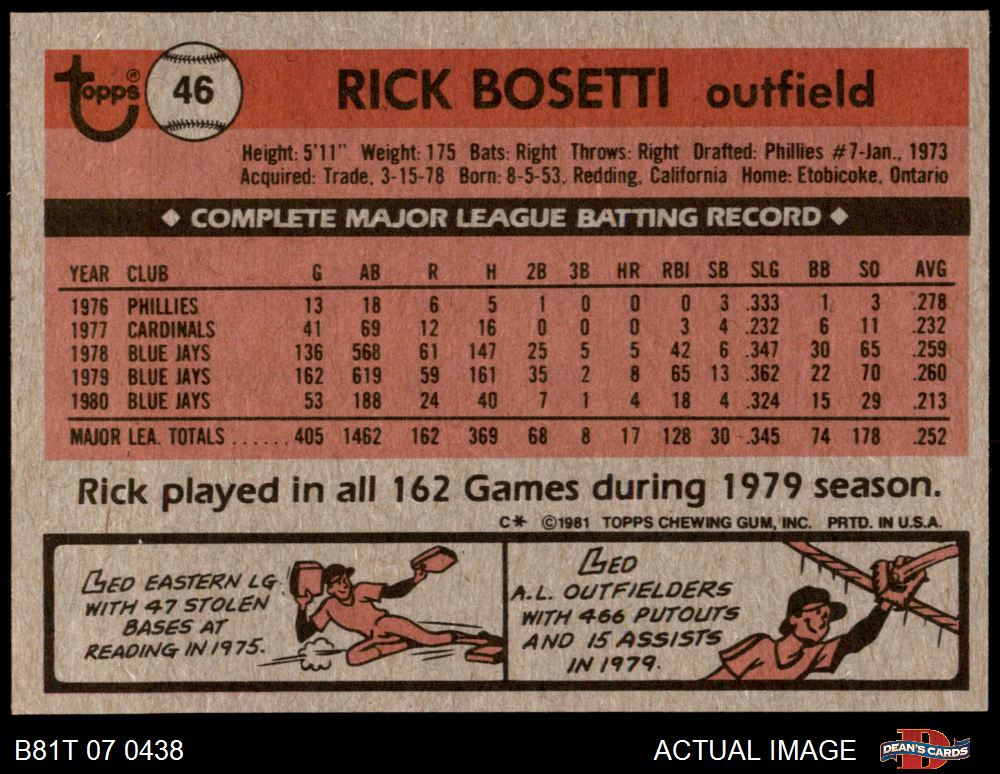 topps®
46
RICK BOSETTI outfield
Height: 5'11" Weight: 175 Bats: Right Throws: Right Drafted: Phillies #7-Jan., 1973
Acquired: Trade, 3-15-78 Born: 8-5-53, Redding, California Home: Etobicoke, Ontario
◆ COMPLETE MAJOR LEAGUE BATTING RECORD ◆
YEAR CLUB G AB R H 2B 3B HR RBI SB SLG BB SO AVG
1976 PHILLIES 13 18 6 5 1 0 0 0 3 .333 1 3 .278
1977 CARDINALS 41 69 12 16 0 0 0 3 4 .232 6 11 .232
1978 BLUE JAYS 136 568 61 147 25 5 5 42 6 .347 30 65 .259
1979 BLUE JAYS 162 619 59 161 35 2 8 65 13 .362 22 70 .260
1980 BLUE JAYS 53 188 24 40 7 1 4 18 4 .324 15 29 .213
MAJOR LEA. TOTALS ...... 405 1462 162 369 68 8 17 128 30 .345 74 178 .252
Rick played in all 162 Games during 1979 season.
C* ©1981 TOPPS CHEWING GUM, INC. PRTD. IN U.S.A.
LED EASTERN LG.
WITH 47 STOLEN
BASES AT
READING IN 1975.
LED
A.L. OUTFIELDERS
WITH 466 PUTOUTS
AND 15 ASSISTS
IN 1979.
B81T 07 0438
ACTUAL IMAGE
D
DEAN'S CARDS